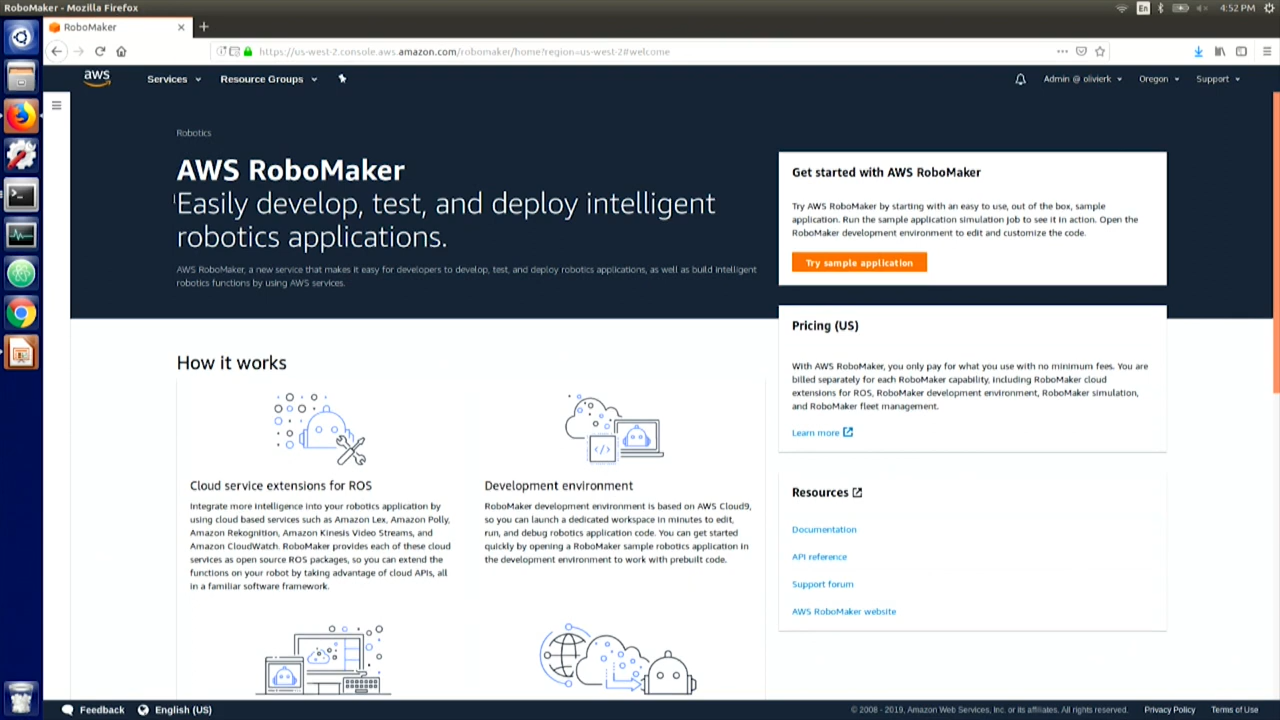 RoboMaker - Mozilla Firefox
En
4:52 PM
RoboMaker
https://us-west-2.console.aws.amazon.com/robomaker/home?region=us-west-2#welcome
aws
Services
Resource Groups
Admin @ olivierk
Oregon
Support
Robotics
AWS RoboMaker
Easily develop, test, and deploy intelligent
robotics applications.
AWS RoboMaker, a new service that makes it easy for developers to develop, test, and deploy robotics applications, as well as build intelligent
robotics functions by using AWS services.
Get started with AWS RoboMaker
Try AWS RoboMaker by starting with an easy to use, out of the box, sample
application. Run the sample application simulation job to see it in action. Open the
RoboMaker development environment to edit and customize the code.
Try sample application
Pricing (US)
With AWS RoboMaker, you only pay for what you use with no minimum fees. You are
billed separately for each RoboMaker capability, including RoboMaker cloud
extensions for ROS, RoboMaker development environment, RoboMaker simulation,
and RoboMaker fleet management.
Learn more
Resources
Documentation
API reference
Support forum
AWS RoboMaker website
How it works
Cloud service extensions for ROS
Integrate more intelligence into your robotics application by
using cloud based services such as Amazon Lex, Amazon Polly,
Amazon Rekognition, Amazon Kinesis Video Streams, and
Amazon CloudWatch. RoboMaker provides each of these cloud
services as open source ROS packages, so you can extend the
functions on your robot by taking advantage of cloud APIs, all
in a familiar software framework.
Development environment
RoboMaker development environment is based on AWS Cloud9,
so you can launch a dedicated workspace in minutes to edit,
run, and debug robotics application code. You can get started
quickly by opening a RoboMaker sample robotics application in
the development environment to work with prebuilt code.
</>
Feedback
English (US)
© 2008 - 2019, Amazon Web Services, Inc. or its affiliates. All rights reserved.
Privacy Policy
Terms of Use